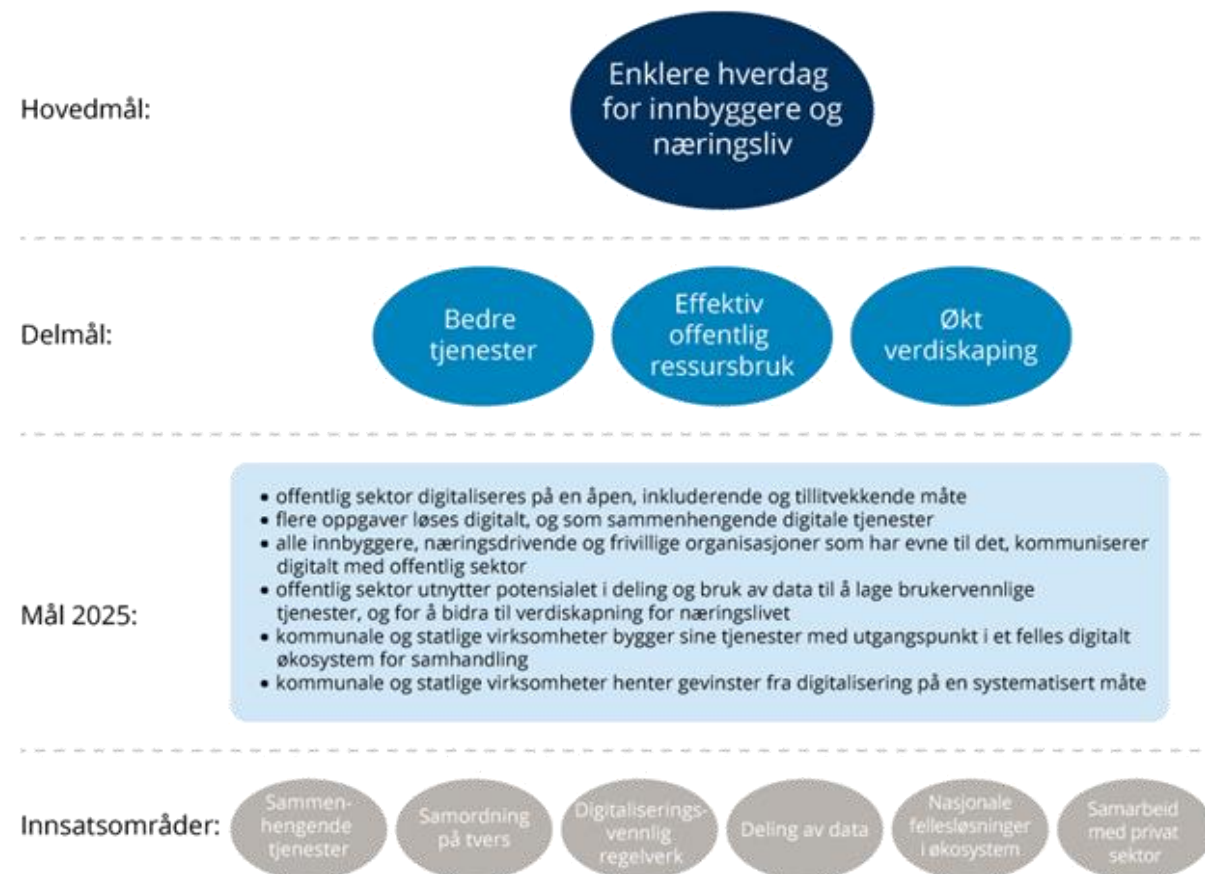 Hovedmål:
Enklere hverdag
for innbyggere og
næringsliv
Delmål:
Bedre
tjenester
Effektiv
offentlig
ressursbruk
Økt
verdiskaping
Mål 2025:
• offentlig sektor digitaliseres på en åpen, inkluderende og tillitvekkende måte
• flere oppgaver løses digitalt, og som sammenhengende digitale tjenester
• alle innbyggere, næringsdrivende og frivillige organisasjoner som har evne til det, kommuniserer
digitalt med offentlig sektor
• offentlig sektor utnytter potensialet i deling og bruk av data til å lage brukervennlige
tjenester, og for å bidra til verdiskapning for næringslivet
• kommunale og statlige virksomheter bygger sine tjenester med utgangspunkt i et felles digitalt
økosystem for samhandling
• kommunale og statlige virksomheter henter gevinster fra digitalisering på en systematisert måte
Innsatsområder:
Sammen-
hengende
tjenester
Samordning
på tvers
Digitaliserings-
vennlig
regelverk
Deling av data
Nasjonale
fellesløsninger
i økosystem
Samarbeid
med privat
sektor